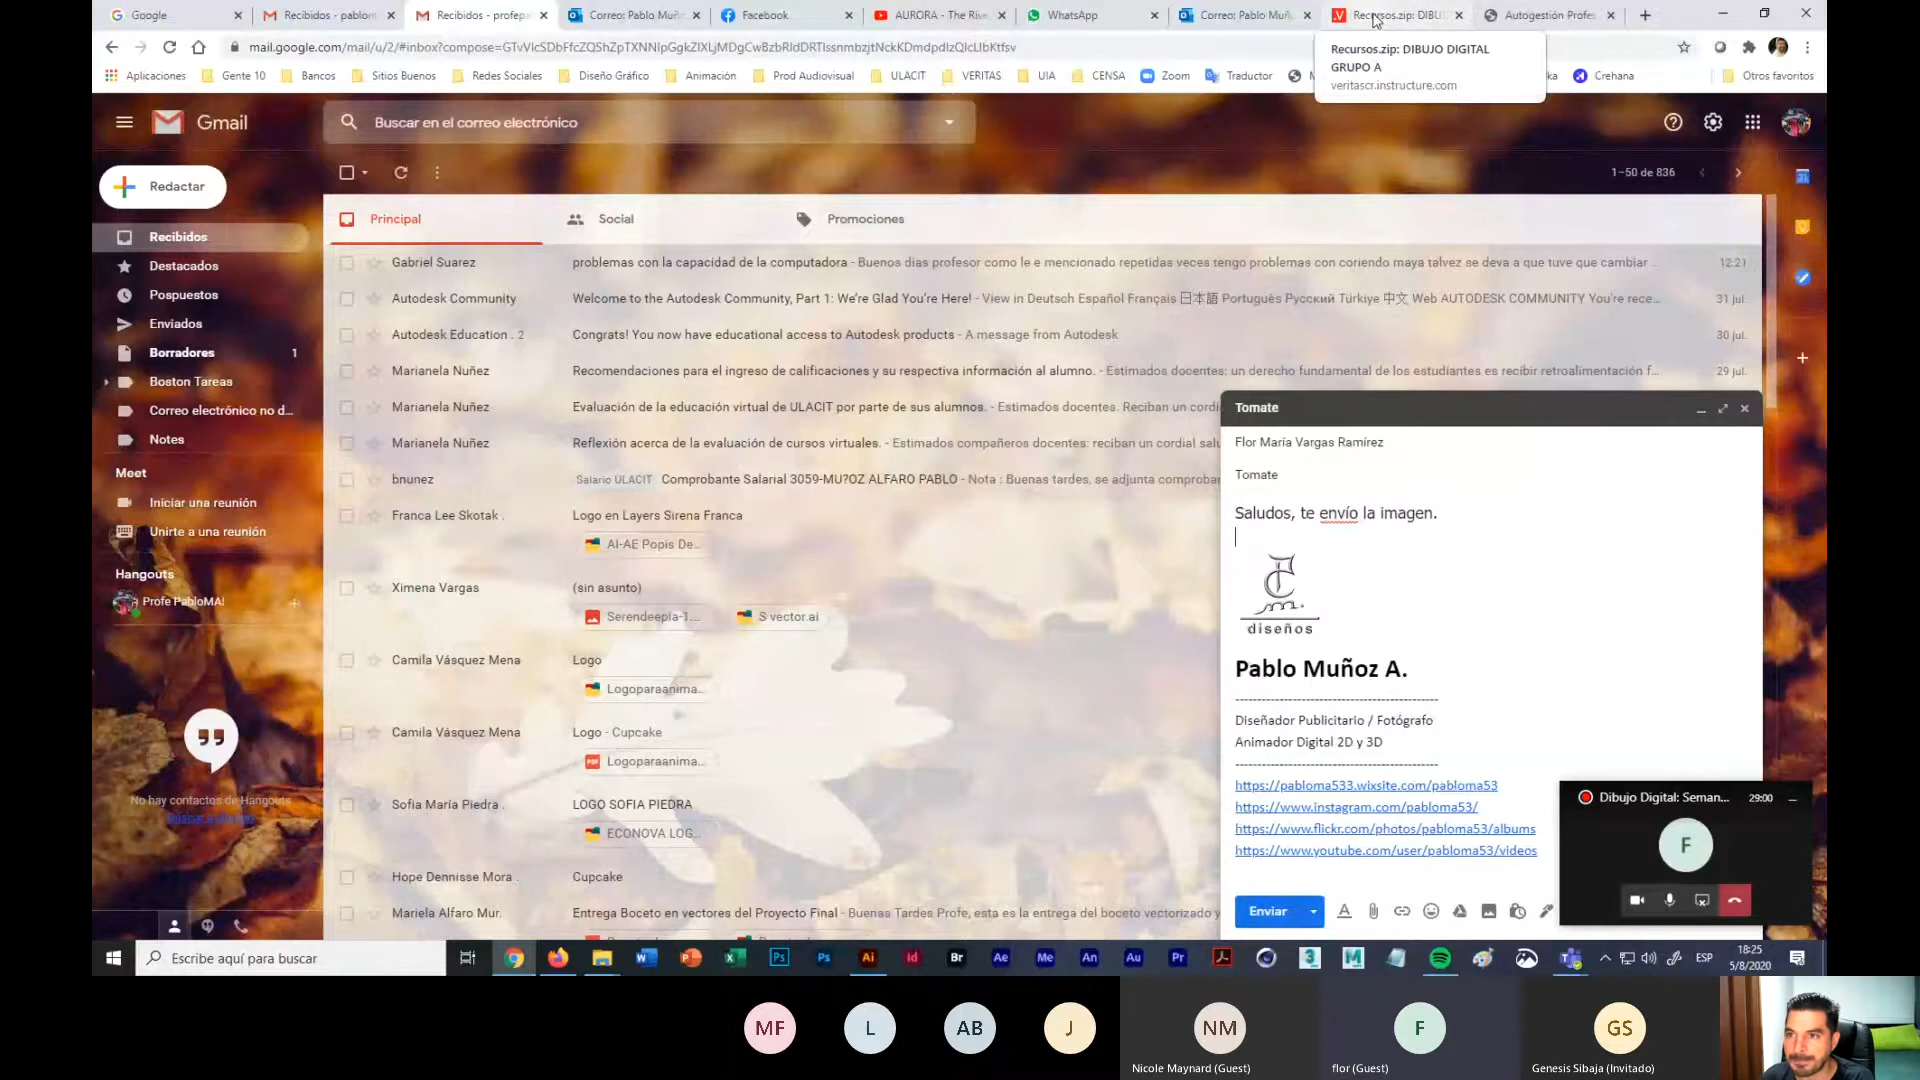 Google
Recibidos - pablom
Recibidos - profepa
Correo: Pablo Muñ
Facebook
AURORA - The Rive
WhatsApp
Correo: Pablo Muñ
Recursos.zip: DIBUJ
Autogestión Profes
mail.google.com/mail/u/2/#inbox?compose=GTvVlcSDbFfcZQShZpTXNNlpGgkZlXLjMDgCwBzbRldDRTlssnmbzjtNckKDmdpdlzQlcLlbKtfsv
Recursos.zip: DIBUJO DIGITAL
GRUPO A
veritascr.instructure.com
Aplicaciones
Gente 10
Bancos
Sitios Buenos
Redes Sociales
Diseño Gráfico
Animación
Prod Audiovisual
ULACIT
VERITAS
UIA
CENSA
Zoom
Traductor
Crehana
Otros favoritos
Gmail
Buscar en el correo electrónico
Redactar
1–50 de 836
Recibidos
Destacados
Pospuestos
Enviados
Borradores 1
Boston Tareas
Correo electrónico no d...
Notes
Meet
Iniciar una reunión
Unirte a una reunión
Hangouts
Profe PabloMA!
No hay contactos de Hangouts
Principal
Social
Promociones
Gabriel Suarez problemas con la capacidad de la computadora - Buenos dias profesor como le e mencionado repetidas veces tengo problemas con coriendo maya talvez se deva a que tuve que cambiar ...
Autodesk Community Welcome to the Autodesk Community, Part 1: We're Glad You're Here! - View in Deutsch Español Français 日本語 Português Русский Türkiye 中文 Web AUTODESK COMMUNITY You're rece... 31 jul.
Autodesk Education . 2 Congrats! You now have educational access to Autodesk products - A message from Autodesk 30 jul.
Marianela Nuñez Recomendaciones para el ingreso de calificaciones y su respectiva información al alumno. - Estimados docentes: un derecho fundamental de los estudiantes es recibir retroalimentación f... 29 jul.
Marianela Nuñez Evaluación de la educación virtual de ULACIT por parte de sus alumnos. - Estimados docentes. Reciban un cordi
Marianela Nuñez Reflexión acerca de la evaluación de cursos virtuales. - Estimados compañeros docentes: reciban un cordial salu
bnunez Salario ULACIT Comprobante Salarial 3059-MU?OZ ALFARO PABLO - Nota : Buenas tardes, se adjunta comproban
Franca Lee Skotak . Logo en Layers Sirena Franca
AI-AE Popis De...
Ximena Vargas (sin asunto)
Serendeepia-1....
S vector.ai
Camila Vásquez Mena Logo
Logoparaanima...
Camila Vásquez Mena Logo - Cupcake
Logoparaanima...
Sofia María Piedra . LOGO SOFIA PIEDRA
ECONOVA LOG...
Hope Dennisse Mora . Cupcake
Mariela Alfaro Mur. Entrega Boceto en vectores del Proyecto Final - Buenas Tardes Profe, esta es la entrega del boceto vectorizado y
Tomate
Flor María Vargas Ramírez
Tomate
Saludos, te envío la imagen.
diseños
Pablo Muñoz A.
--------------------------------------------
Diseñador Publicitario / Fotógrafo
Animador Digital 2D y 3D
--------------------------------------------
https://pabloma533.wixsite.com/pabloma53
https://www.instagram.com/pabloma53/
https://www.flickr.com/photos/pabloma53/albums
https://www.youtube.com/user/pabloma53/videos
Enviar
Dibujo Digital: Seman... 29:00
F
Escribe aquí para buscar
Ps Ps Ai Id Br Ae Me An Au Pr
ESP
18:25
5/8/2020
MF
L
AB
J
NM
F
GS
Nicole Maynard (Guest)
flor (Guest)
Genesis Sibaja (Invitado)